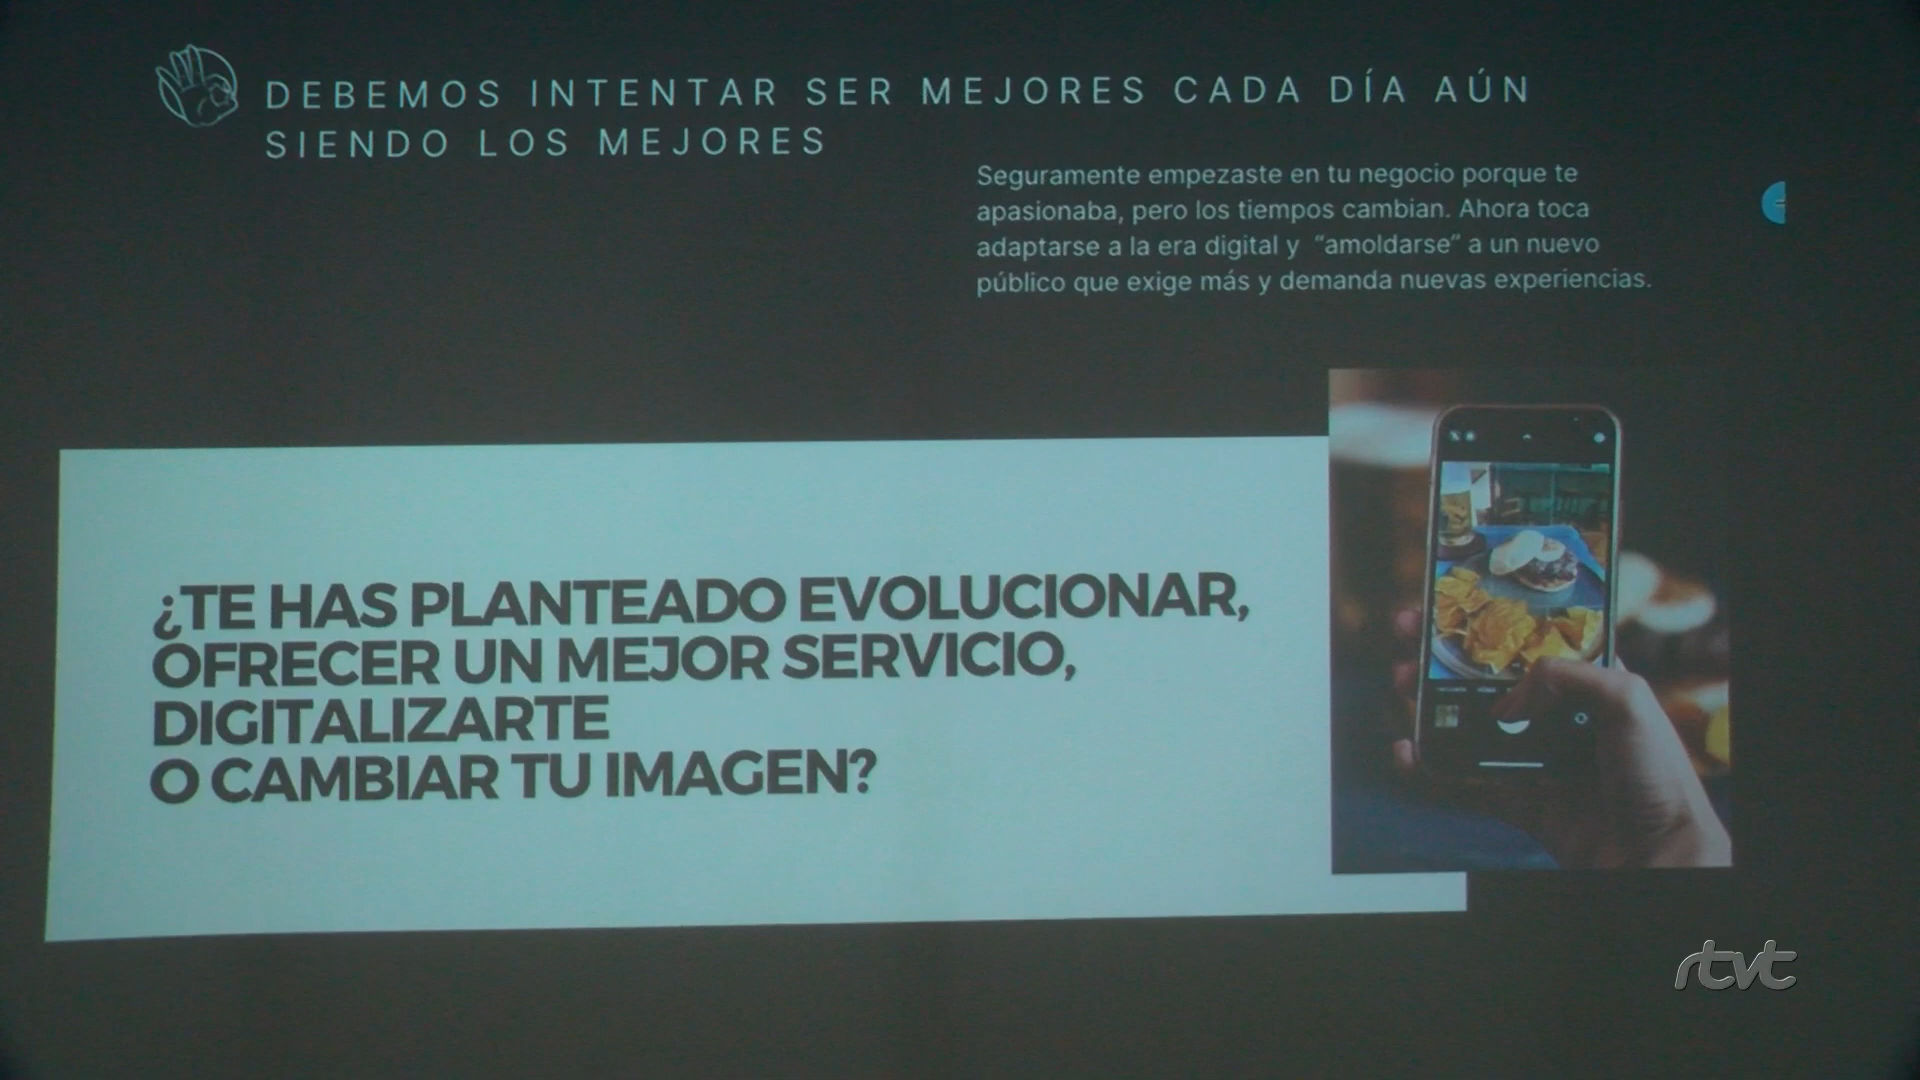 DEBEMOS INTENTAR SER MEJORES CADA DÍA AÚN
SIENDO LOS MEJORES
Seguramente empezaste en tu negocio porque te
apasionaba, pero los tiempos cambian. Ahora toca
adaptarse a la era digital y “amoldarse” a un nuevo
público que exige más y demanda nuevas experiencias.
¿TE HAS PLANTEADO EVOLUCIONAR,
OFRECER UN MEJOR SERVICIO,
DIGITALIZARTE
O CAMBIAR TU IMAGEN?
rtvt